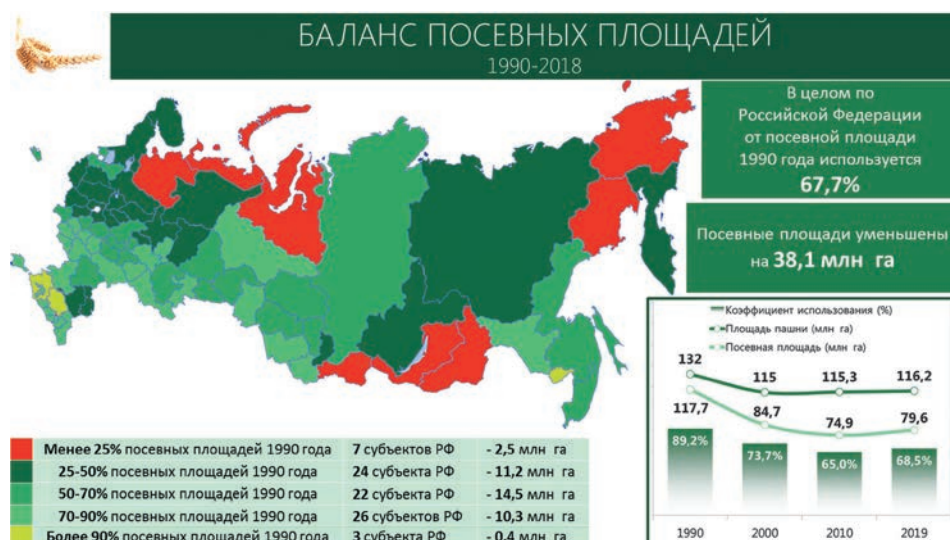 БАЛАНС ПОСЕВНЫХ ПЛОЩАДЕЙ
1990-2018
В целом по
Российской Федерации
от посевной площади
1990 года используется
67,7%
Посевные площади уменьшены
на 38,1 млн га
Коэффициент использования (%)
Площадь пашни (млн га)
Посевная площадь (млн га)
132 115 115,3 116,2
117,7 84,7 74,9 79,6
89,2% 73,7% 65,0% 68,5%
1990 2000 2010 2019
Менее 25% посевных площадей 1990 года 7 субъектов РФ - 2,5 млн га
25-50% посевных площадей 1990 года 24 субъекта РФ - 11,2 млн га
50-70% посевных площадей 1990 года 22 субъекта РФ - 14,5 млн га
70-90% посевных площадей 1990 года 26 субъектов РФ - 10,3 млн га
Более 90% посевных площадей 1990 года 3 субъекта РФ - 0,4 млн га